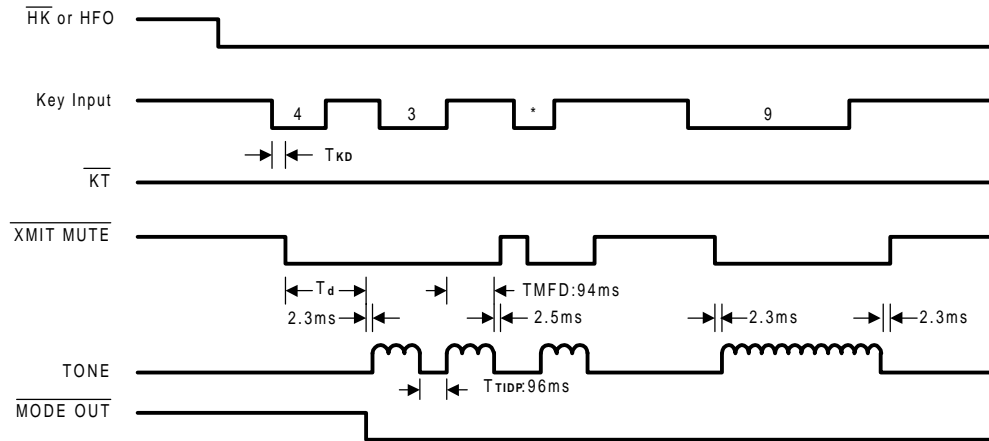 HK or HFO
Key Input
4 3 * 9
TKD
KT
XMIT MUTE
Td TMFD:94ms
2.3ms 2.5ms 2.3ms 2.3ms
TONE
TTIDP:96ms
MODE OUT